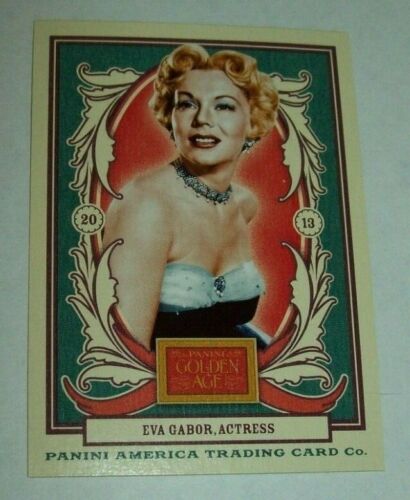 20 13
PANINI
GOLDEN
AGE
EVA GABOR, ACTRESS
PANINI AMERICA TRADING CARD Co.